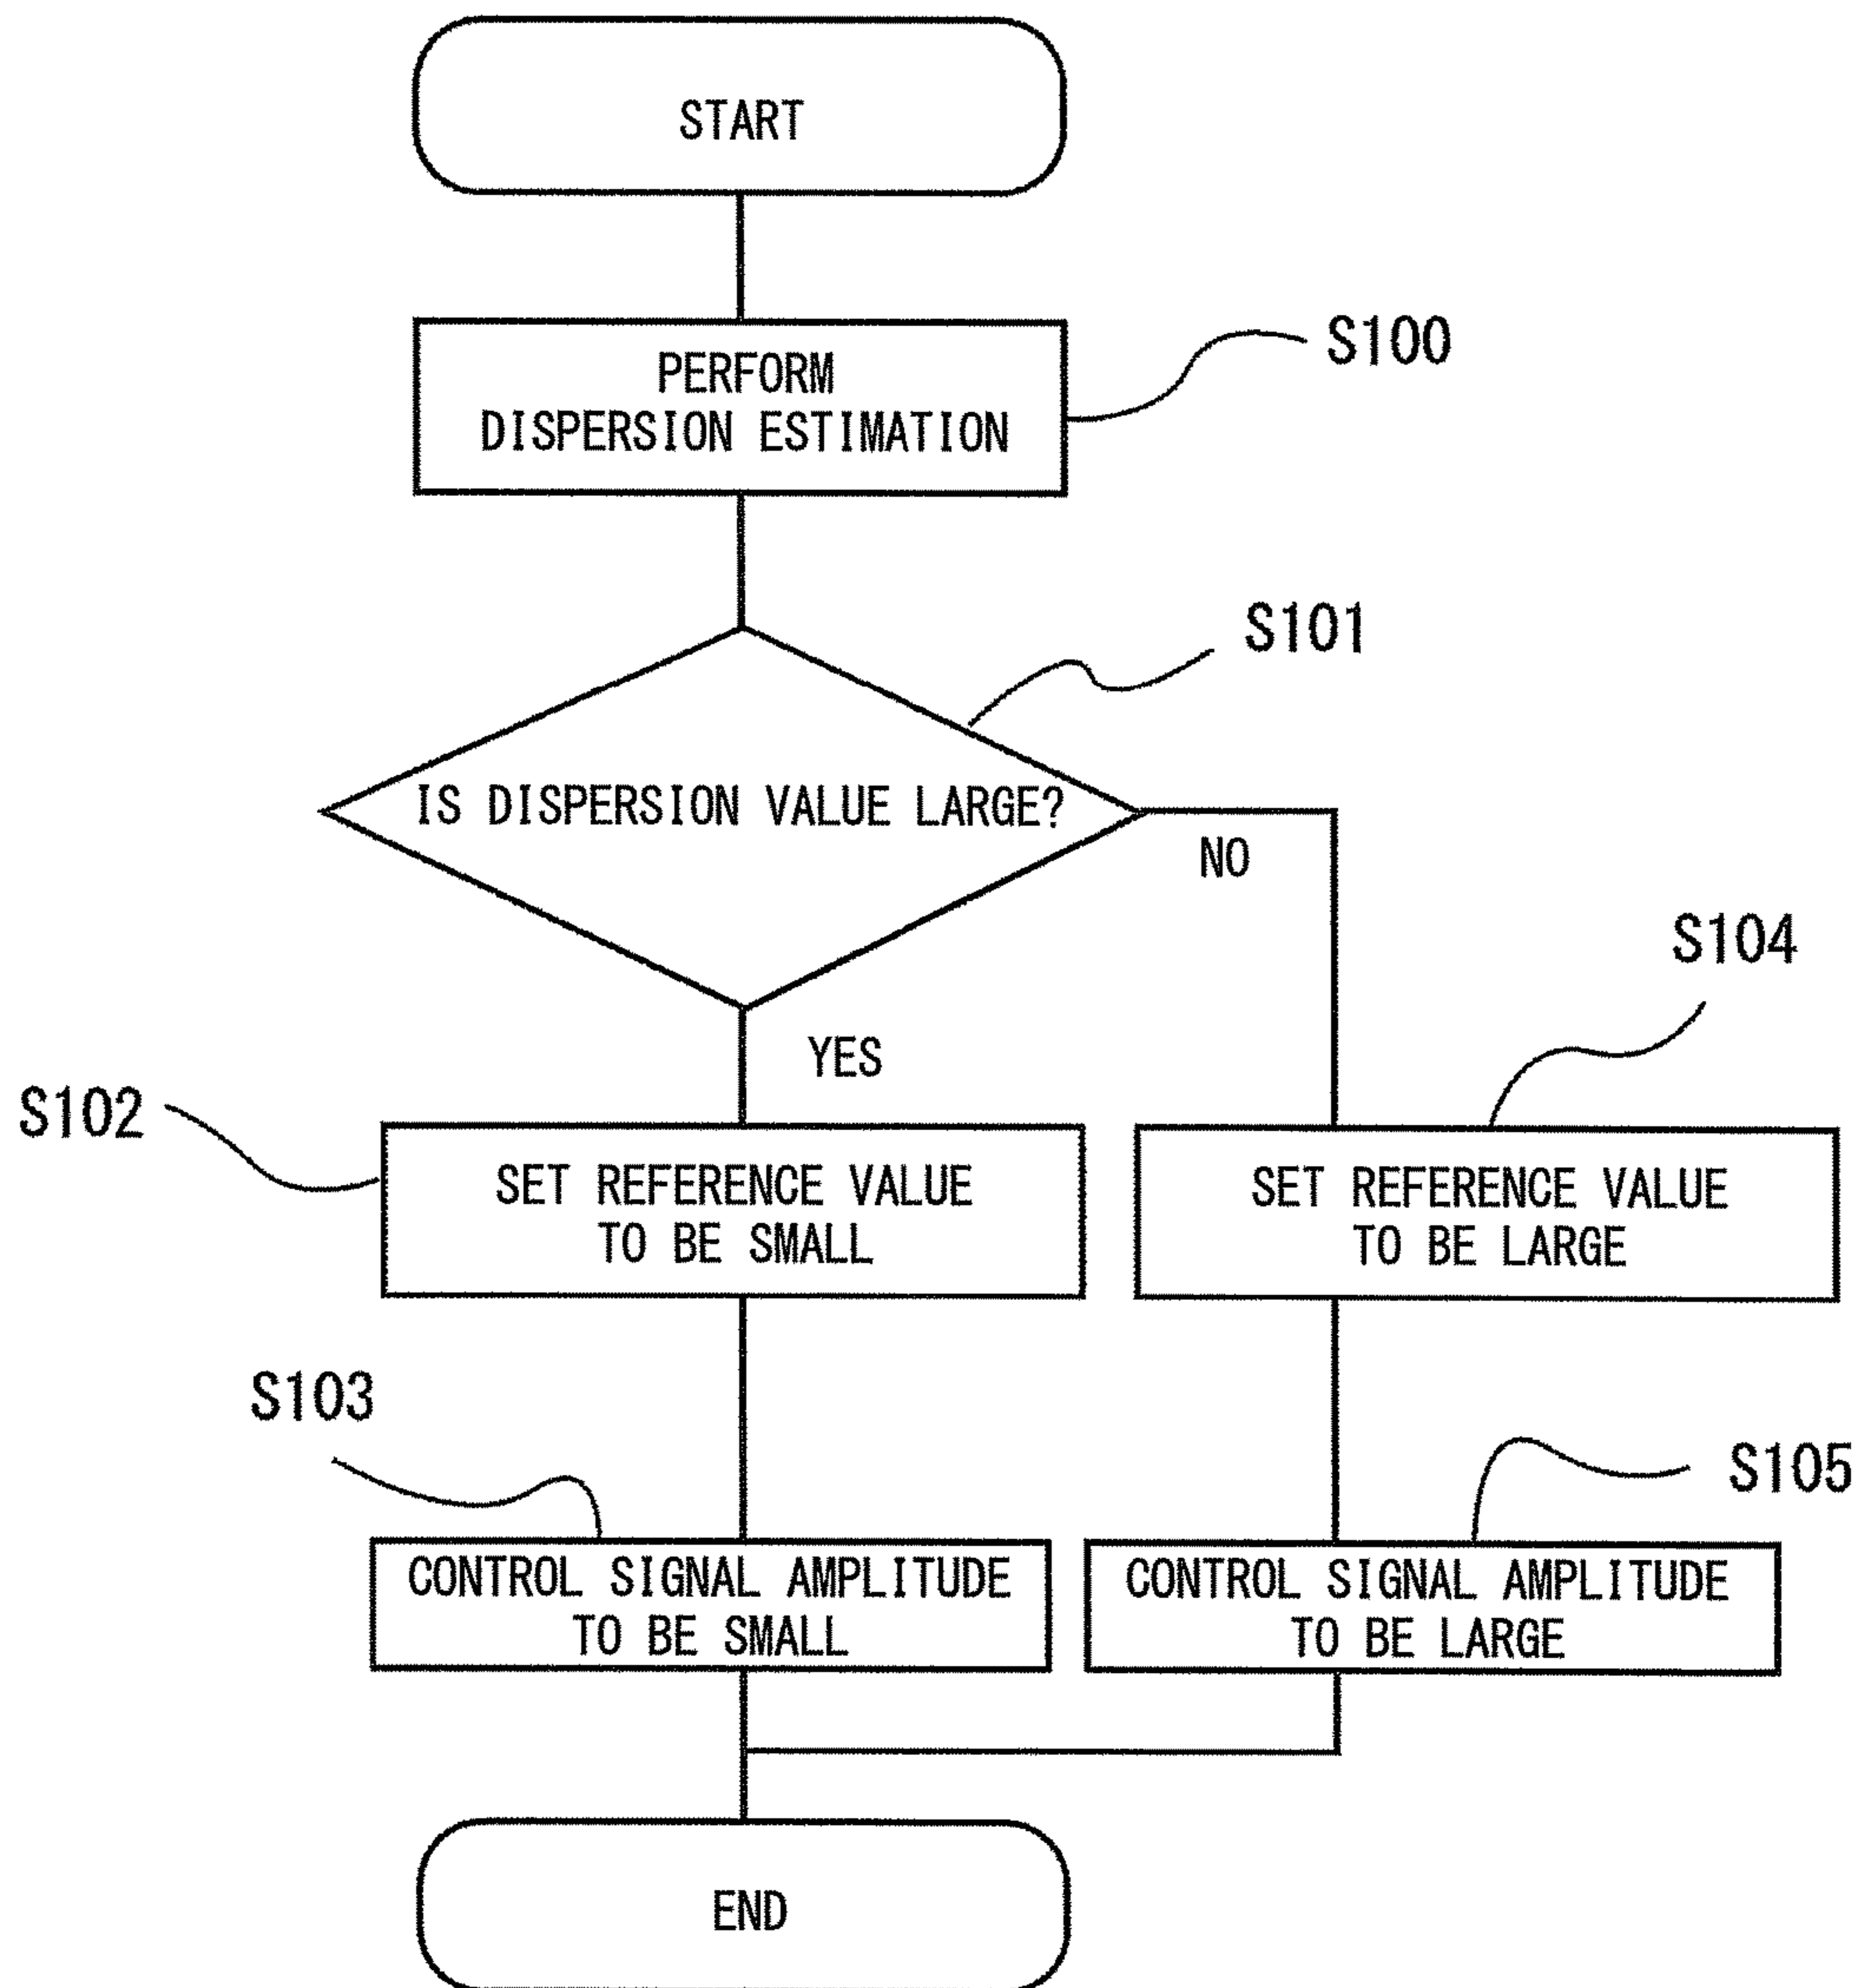 START
PERFORM
DISPERSION ESTIMATION
S100
S101
IS DISPERSION VALUE LARGE?
NO
YES
S104
S102
SET REFERENCE VALUE
TO BE SMALL
SET REFERENCE VALUE
TO BE LARGE
S103
S105
CONTROL SIGNAL AMPLITUDE
TO BE SMALL
CONTROL SIGNAL AMPLITUDE
TO BE LARGE
END